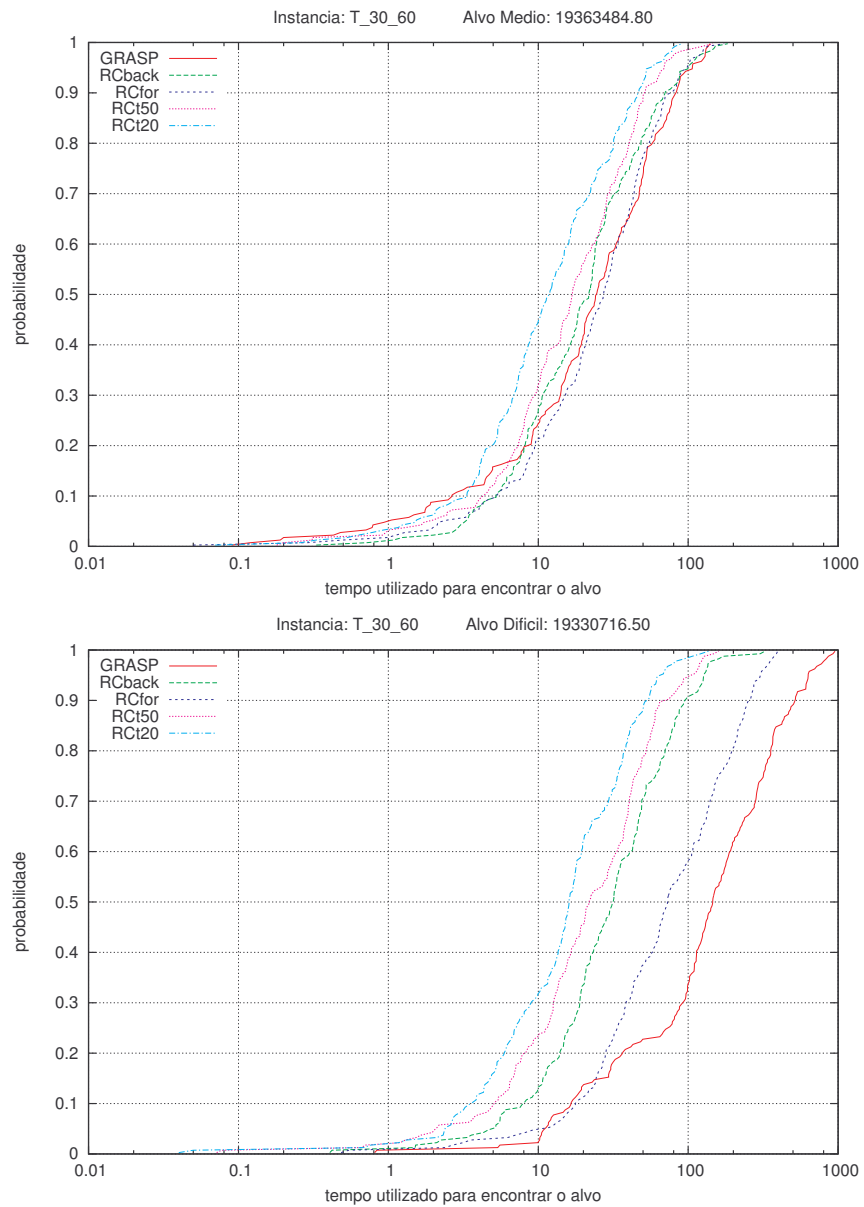 Instancia: T_30_60 Alvo Medio: 19363484.80
1
GRASP
RCback
0.9
RCfor
RCt50
RCt20
0.8
0.7
0.6
probabilidade
0.5
0.4
0.3
0.2
0.1
0
0.01 0.1 1 10 100 1000
tempo utilizado para encontrar o alvo
Instancia: T_30_60 Alvo Dificil: 19330716.50
1
GRASP
RCback
0.9
RCfor
RCt50
RCt20
0.8
0.7
0.6
probabilidade
0.5
0.4
0.3
0.2
0.1
0
0.01 0.1 1 10 100 1000
tempo utilizado para encontrar o alvo